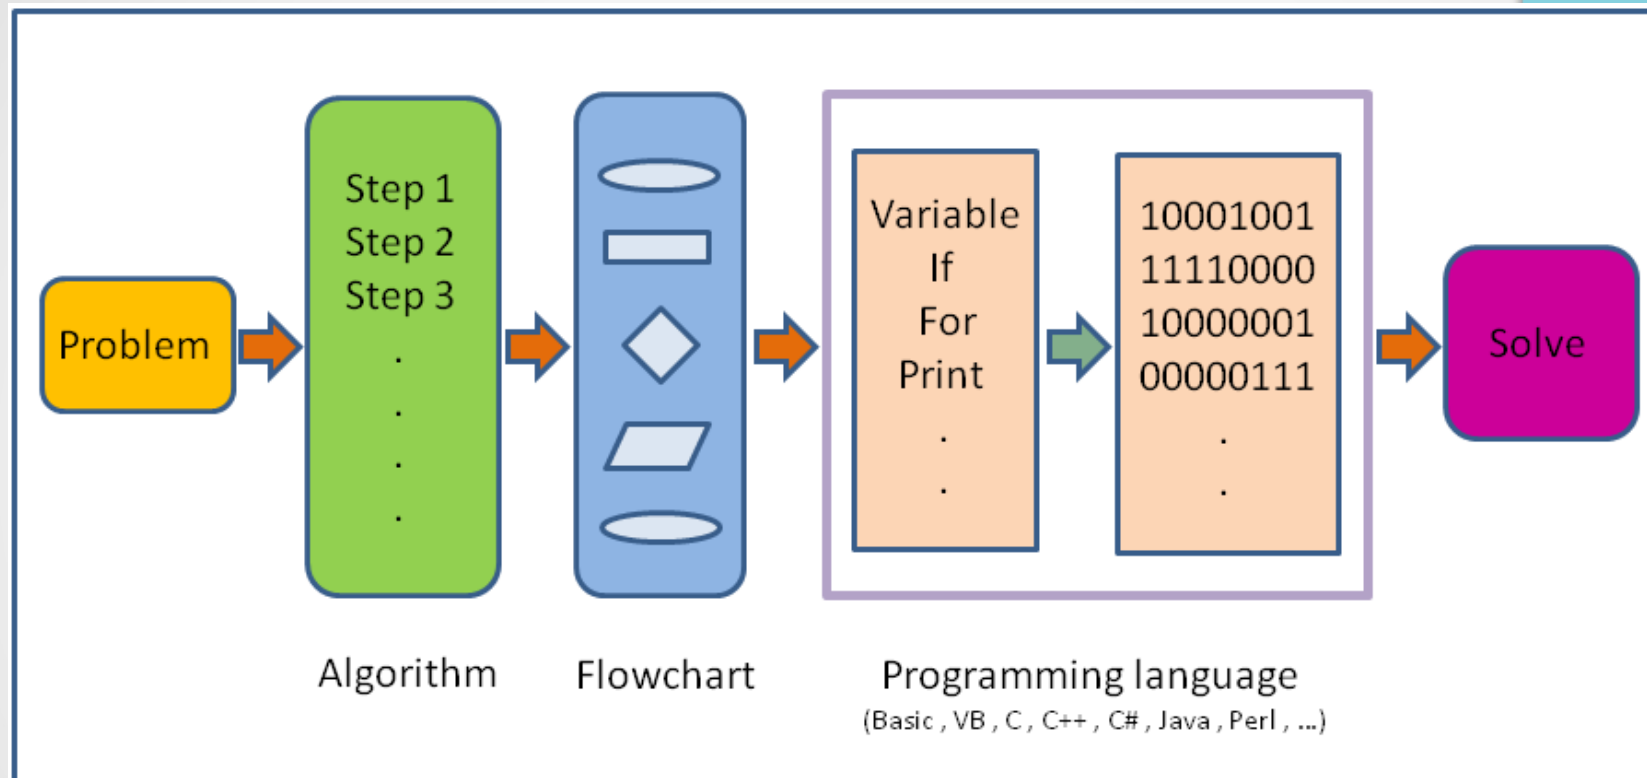 Problem
Step 1
Step 2
Step 3
.
.
.
.
Algorithm
Flowchart
Variable
If
For
Print
.
.
10001001
11110000
10000001
00000111
.
.
Programming language
(Basic , VB , C , C++ , C# , Java , Perl , ...)
Solve